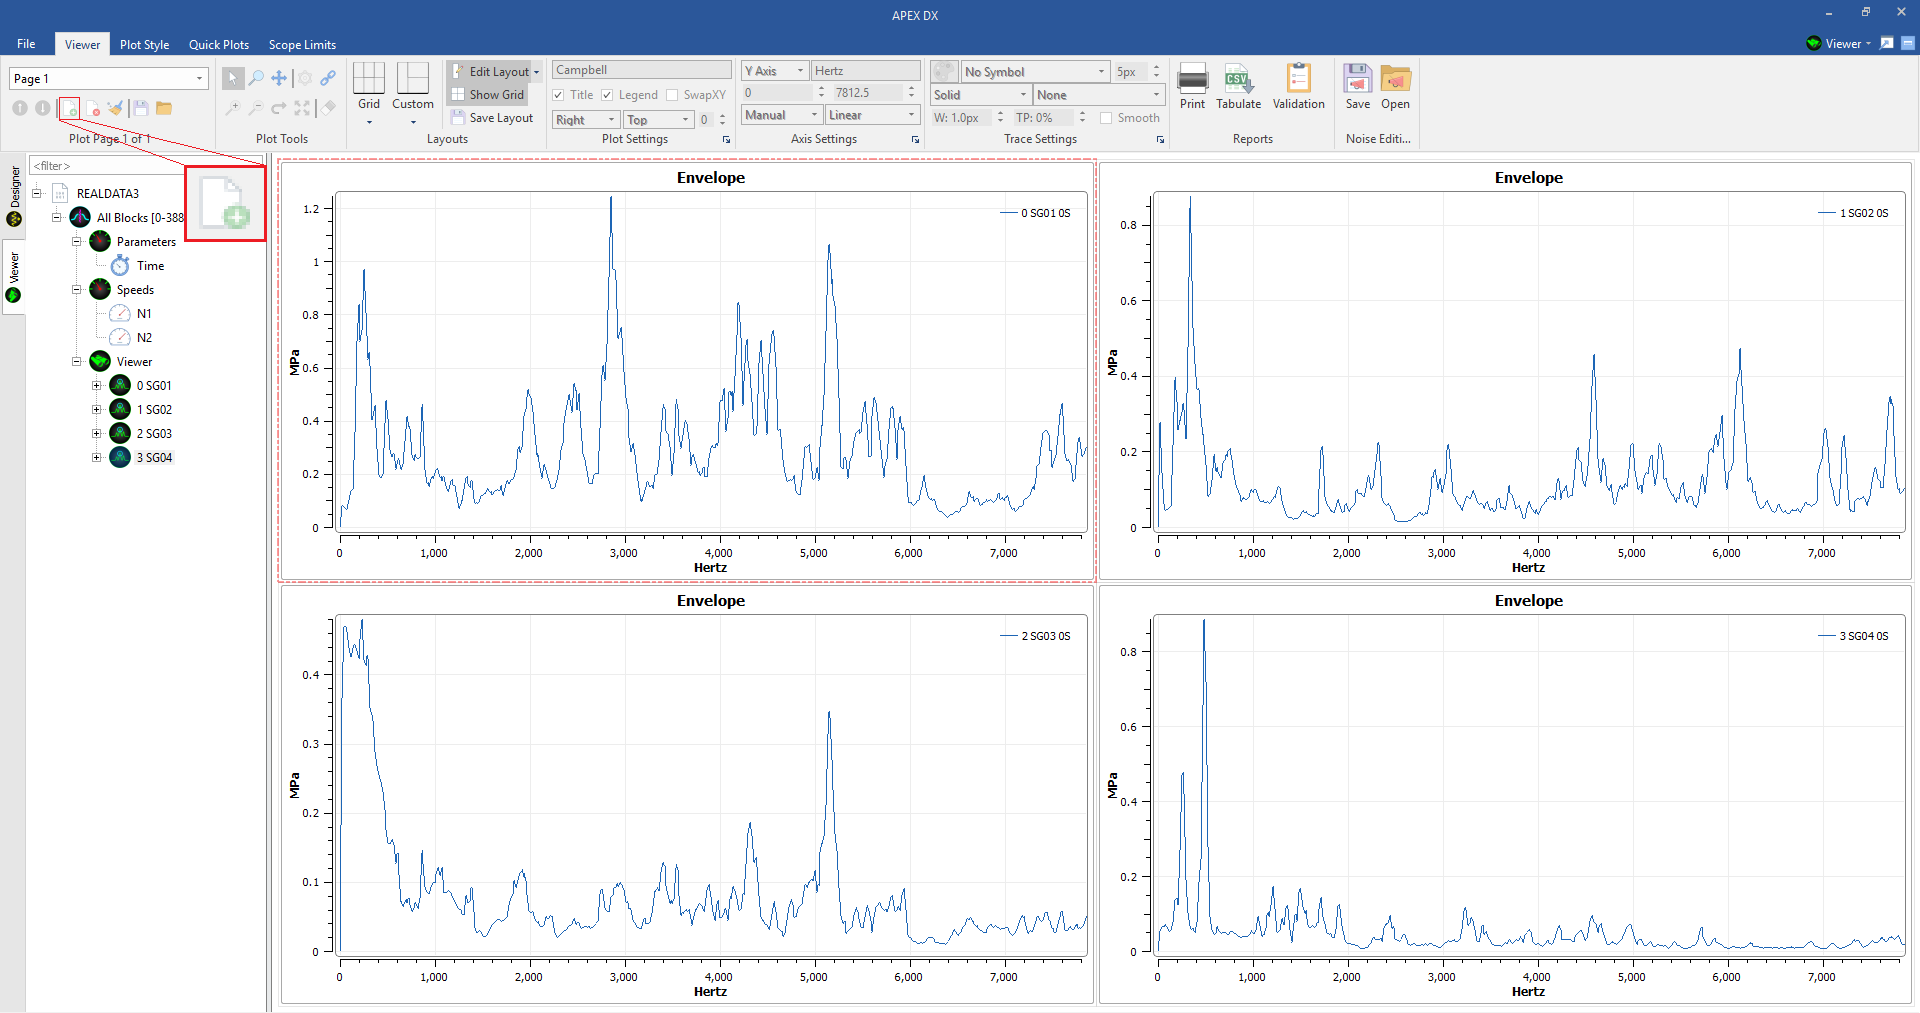 APEX DX
File Viewer Plot Style Quick Plots Scope Limits Viewer
Page 1
Plot Page 1 of 1
Plot Tools
Grid
Custom
Edit Layout
Show Grid
Save Layout
Layouts
Campbell
Title Legend SwapXY
Right Top 0
Plot Settings
Y Axis Hertz
0 7812.5
Manual Linear
Axis Settings
No Symbol 5px
Solid None
W: 1.0px TP: 0% Smooth
Trace Settings
Print Tabulate Validation
Reports
Save Open
Noise Editi...
Designer
Viewer
<filter>
REALDATA3
All Blocks [0-388
Parameters
Time
Speeds
N1
N2
Viewer
0 SG01
1 SG02
2 SG03
3 SG04
Envelope
0 SG01 0S
1.2
1
0.8
0.6
0.4
0.2
0
MPa
0 1,000 2,000 3,000 4,000 5,000 6,000 7,000
Hertz
Envelope
1 SG02 0S
0.8
0.6
0.4
0.2
0
MPa
0 1,000 2,000 3,000 4,000 5,000 6,000 7,000
Hertz
Envelope
2 SG03 0S
0.4
0.3
0.2
0.1
0
MPa
0 1,000 2,000 3,000 4,000 5,000 6,000 7,000
Hertz
Envelope
3 SG04 0S
0.8
0.6
0.4
0.2
0
MPa
0 1,000 2,000 3,000 4,000 5,000 6,000 7,000
Hertz